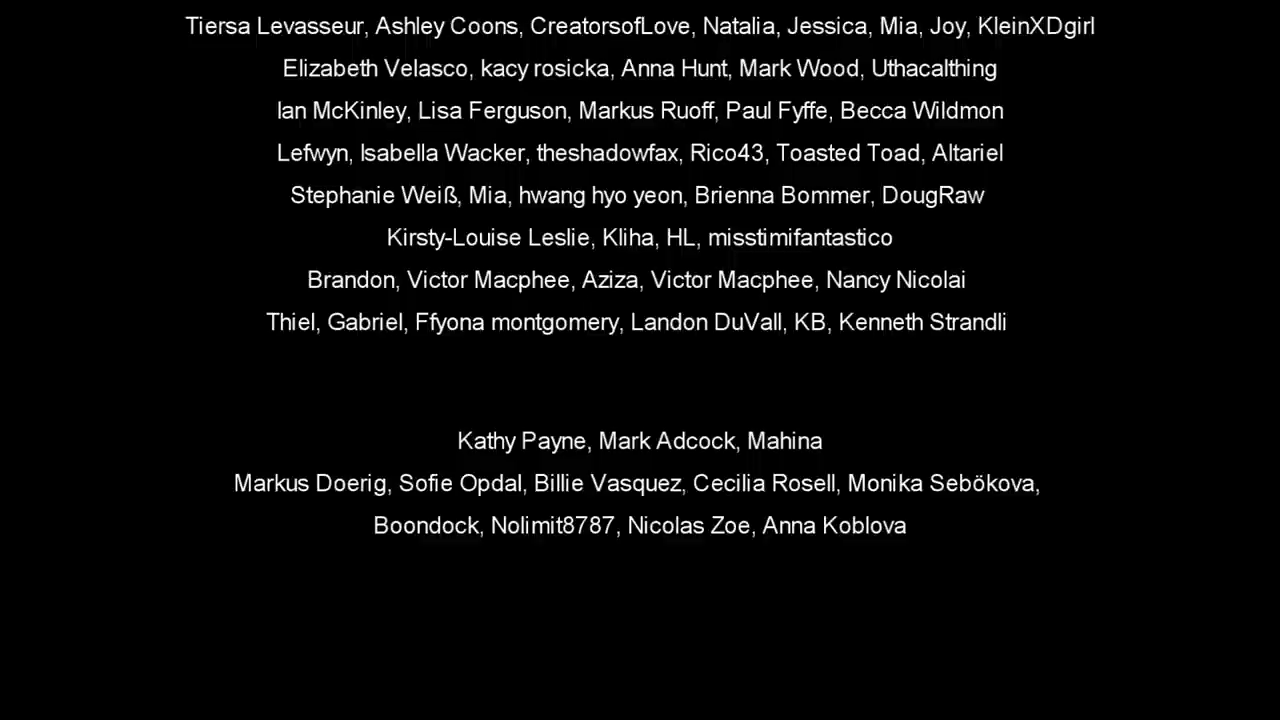 Tiersa Levasseur, Ashley Coons, CreatorsofLove, Natalia, Jessica, Mia, Joy, KleinXDgirl
Elizabeth Velasco, kacy rosicka, Anna Hunt, Mark Wood, Uthacalthing
Ian McKinley, Lisa Ferguson, Markus Ruoff, Paul Fyffe, Becca Wildmon
Lefwyn, Isabella Wacker, theshadowfax, Rico43, Toasted Toad, Altariel
Stephanie Weiß, Mia, hwang hyo yeon, Brienna Bommer, DougRaw
Kirsty-Louise Leslie, Kliha, HL, misstimifantastico
Brandon, Victor Macphee, Aziza, Victor Macphee, Nancy Nicolai
Thiel, Gabriel, Ffyona montgomery, Landon DuVall, KB, Kenneth Strandli
Kathy Payne, Mark Adcock, Mahina
Markus Doerig, Sofie Opdal, Billie Vasquez, Cecilia Rosell, Monika Sebökova,
Boondock, Nolimit8787, Nicolas Zoe, Anna Koblova